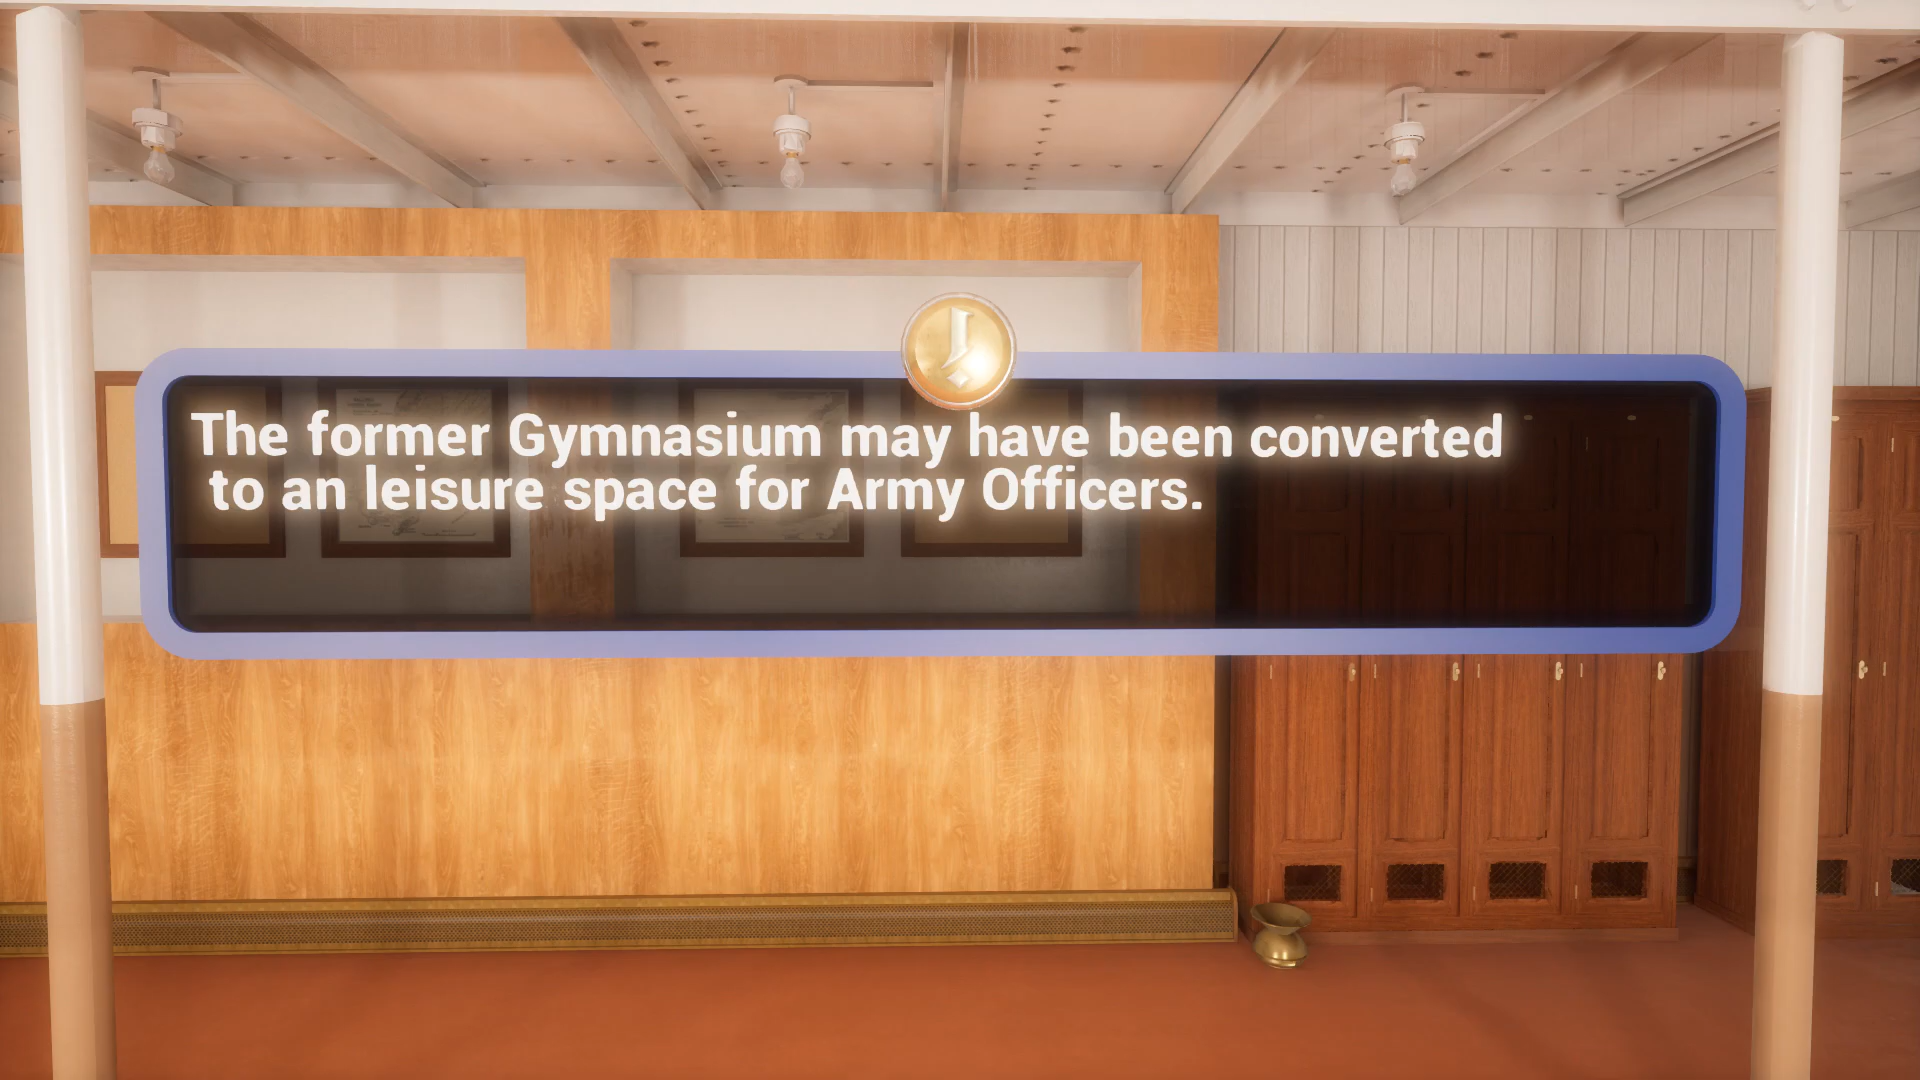 The former Gymnasium may have been converted
to an leisure space for Army Officers.